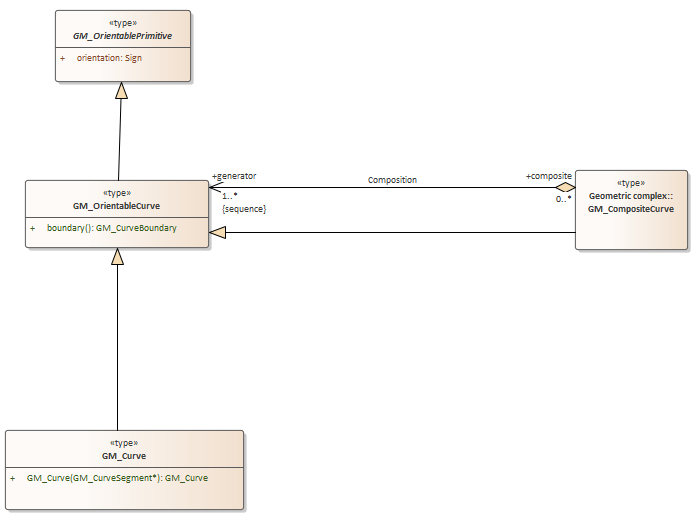 «type»
GM_OrientablePrimitive
+ orientation: Sign
«type»
GM_OrientableCurve
+ boundary(): GM_CurveBoundary
+generator
1..*
{sequence}
Composition
+composite
0..*
«type»
Geometric complex::
GM_CompositeCurve
«type»
GM_Curve
+ GM_Curve(GM_CurveSegment*): GM_Curve